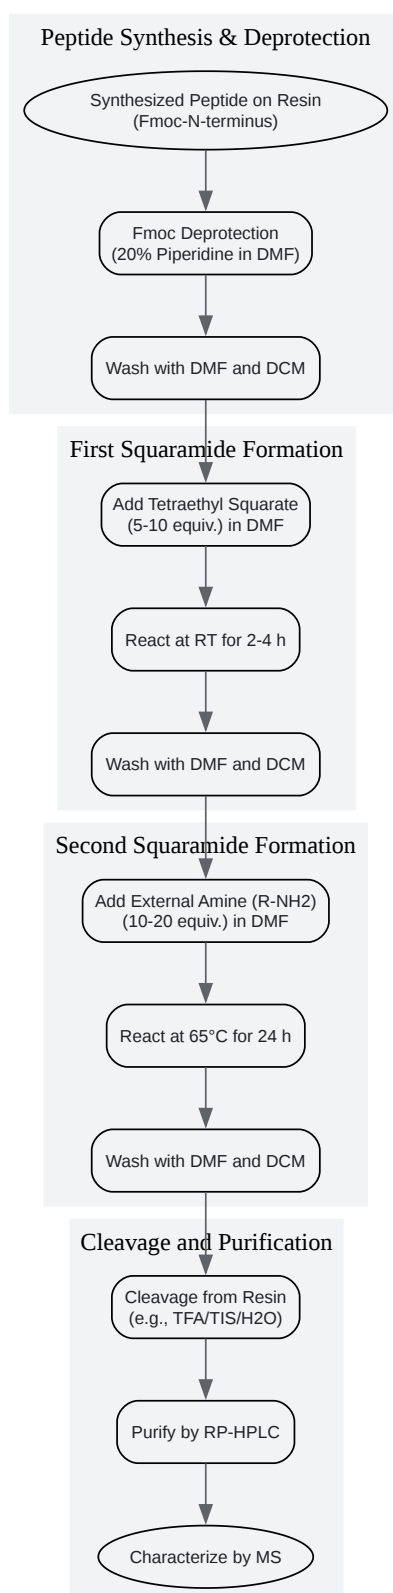 Peptide Synthesis & Deprotection
Synthesized Peptide on Resin
(Fmoc-N-terminus)
Fmoc Deprotection
(20% Piperidine in DMF)
Wash with DMF and DCM
First Squaramide Formation
Add Tetraethyl Squarate
(5-10 equiv.) in DMF
React at RT for 2-4 h
Wash with DMF and DCM
Second Squaramide Formation
Add External Amine (R-NH2)
(10-20 equiv.) in DMF
React at 65°C for 24 h
Wash with DMF and DCM
Cleavage and Purification
Cleavage from Resin
(e.g., TFA/TIS/H2O)
Purify by RP-HPLC
Characterize by MS